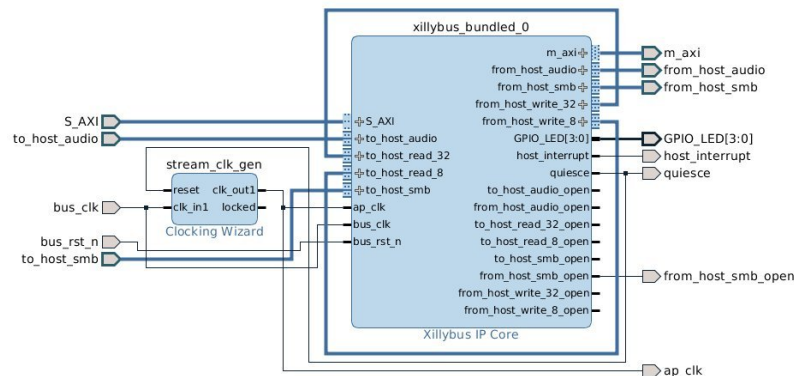 xillybus_bundled_0
m_axi
from_host_audio
from_host_smb
from_host_write_32
from_host_write_8
GPIO_LED[3:0]
host_interrupt
quiesce
to_host_audio_open
from_host_audio_open
to_host_read_32_open
to_host_read_8_open
to_host_smb_open
from_host_smb_open
from_host_write_32_open
from_host_write_8_open
S_AXI
to_host_audio
to_host_read_32
to_host_read_8
to_host_smb
ap_clk
bus_clk
bus_rst_n
Xillybus IP Core
S_AXI
to_host_audio
stream_clk_gen
reset clk_out1
clk_in1 locked
Clocking Wizard
bus_clk
bus_rst_n
to_host_smb
m_axi
from_host_audio
from_host_smb
GPIO_LED[3:0]
host_interrupt
quiesce
from_host_smb_open
ap_clk